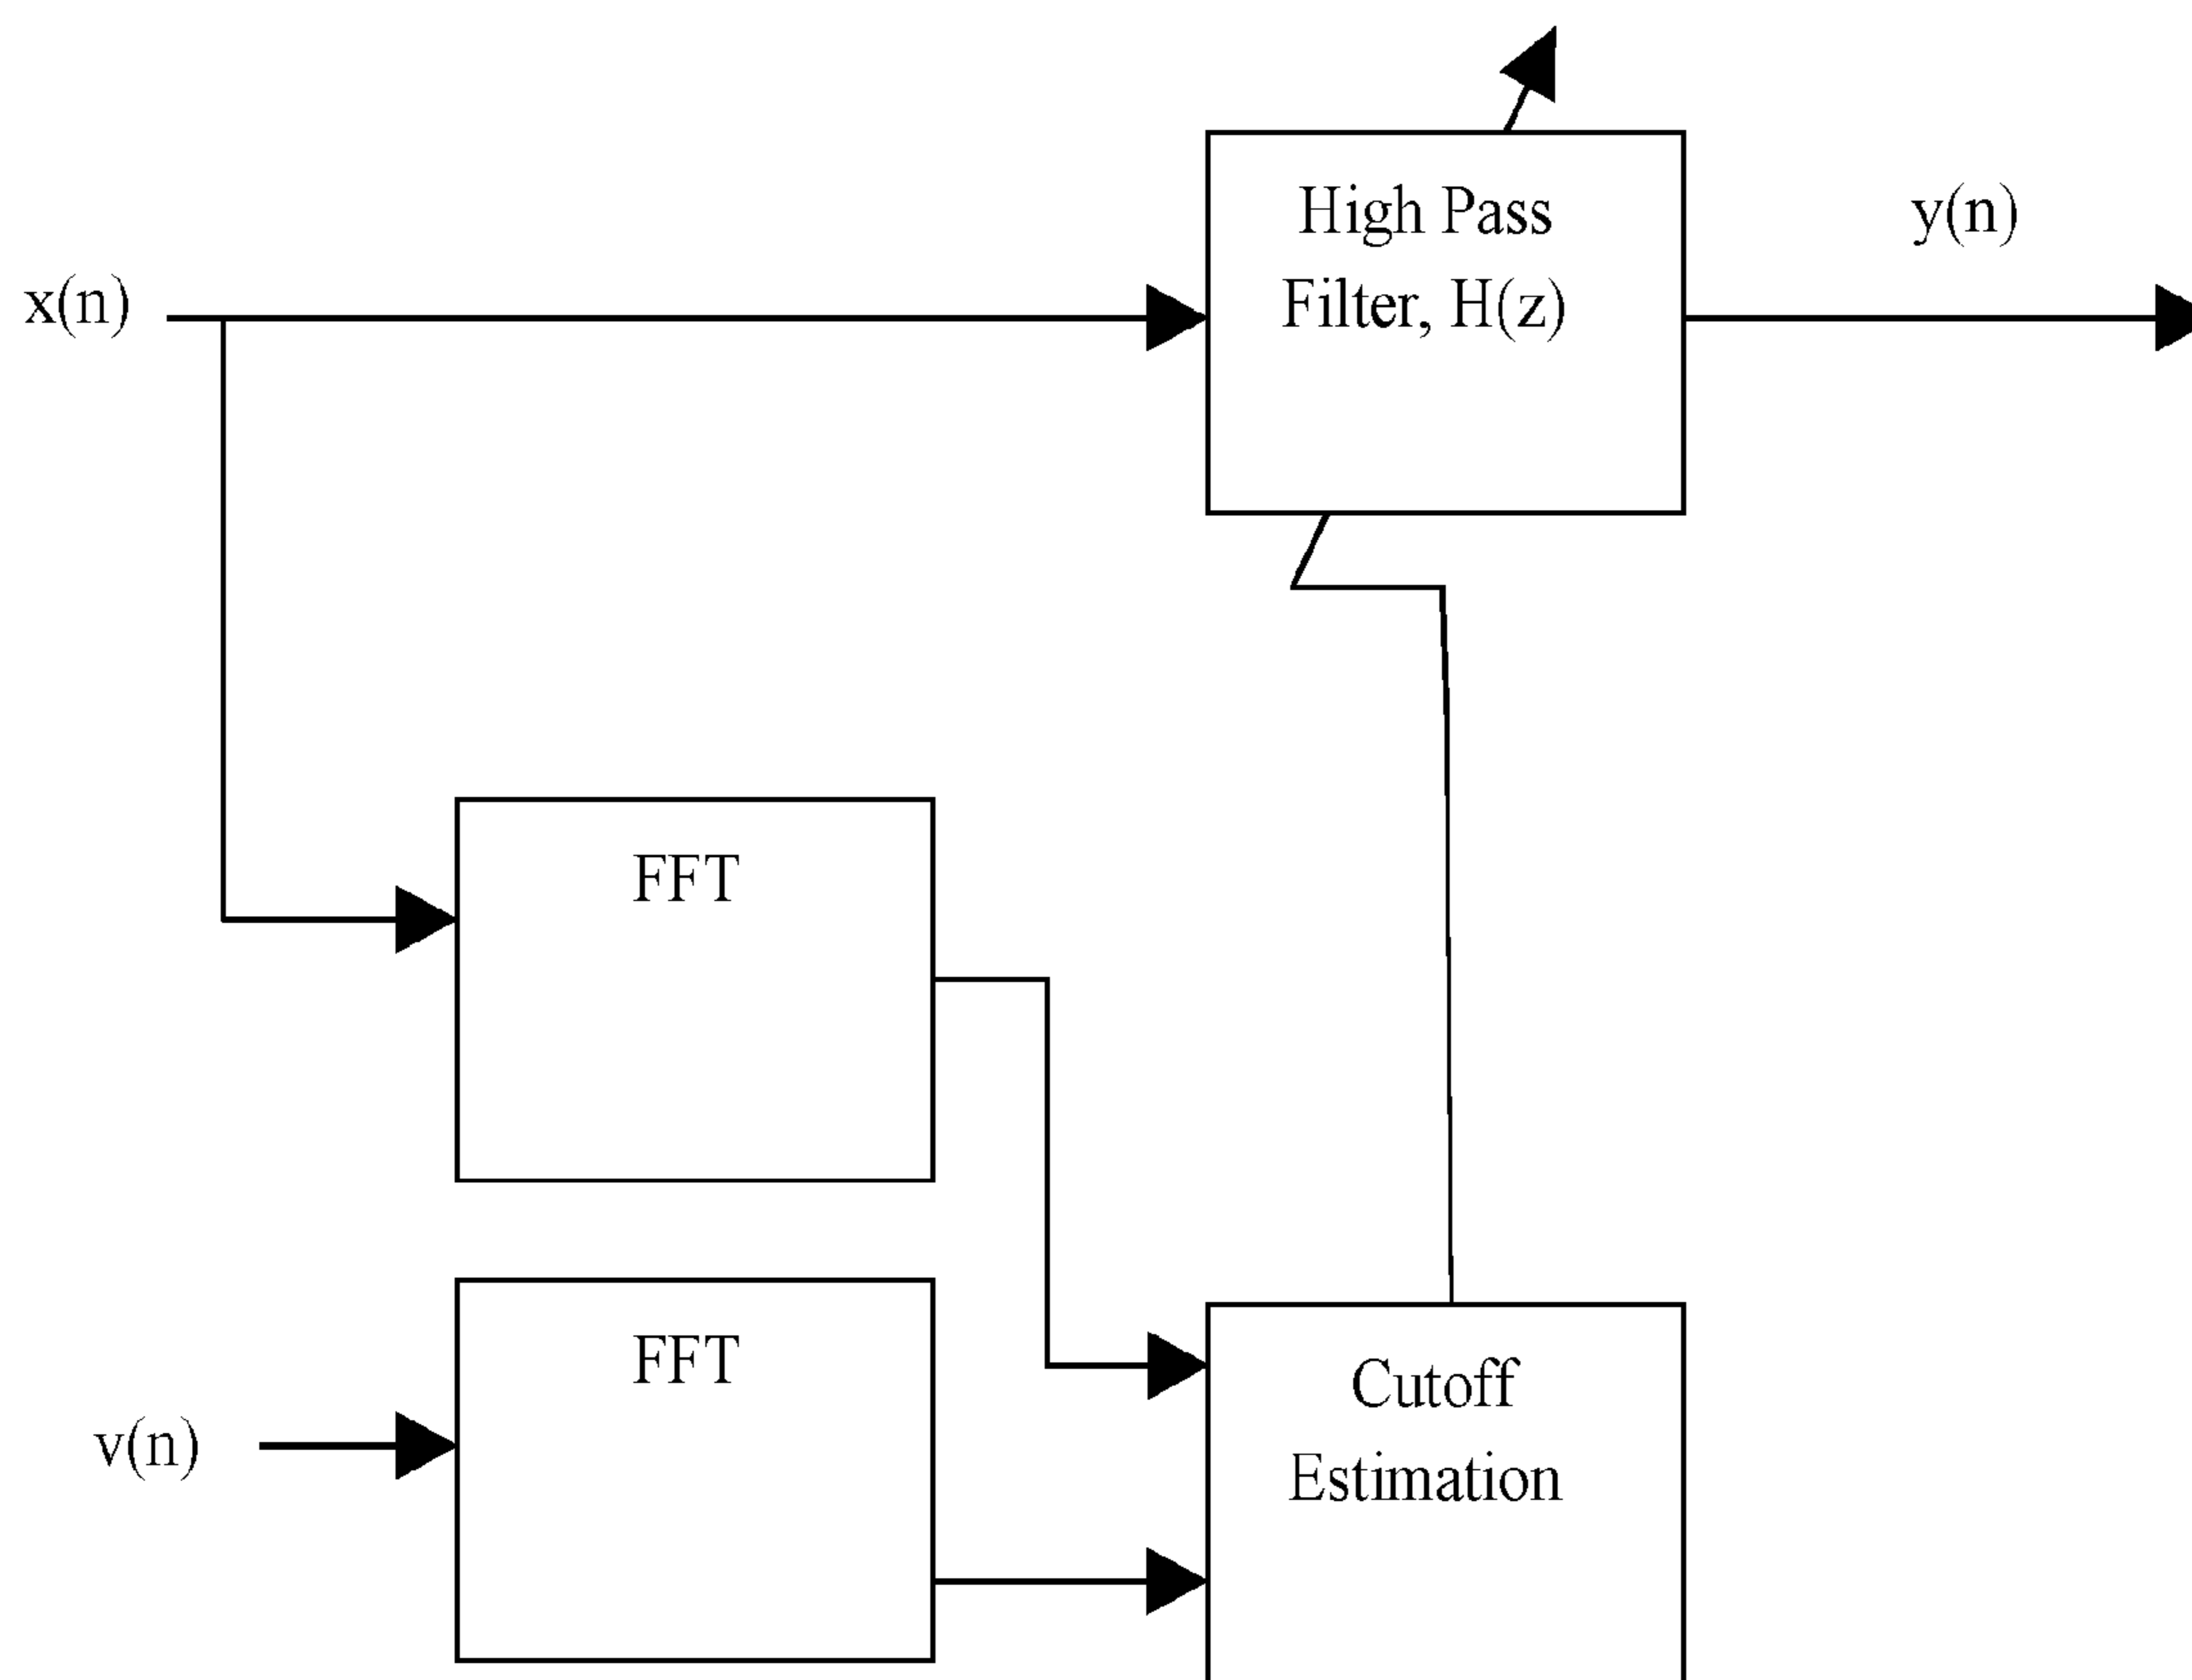 High Pass
Filter, H(z)
y(n)
x(n)
FFT
FFT
v(n)
Cutoff
Estimation